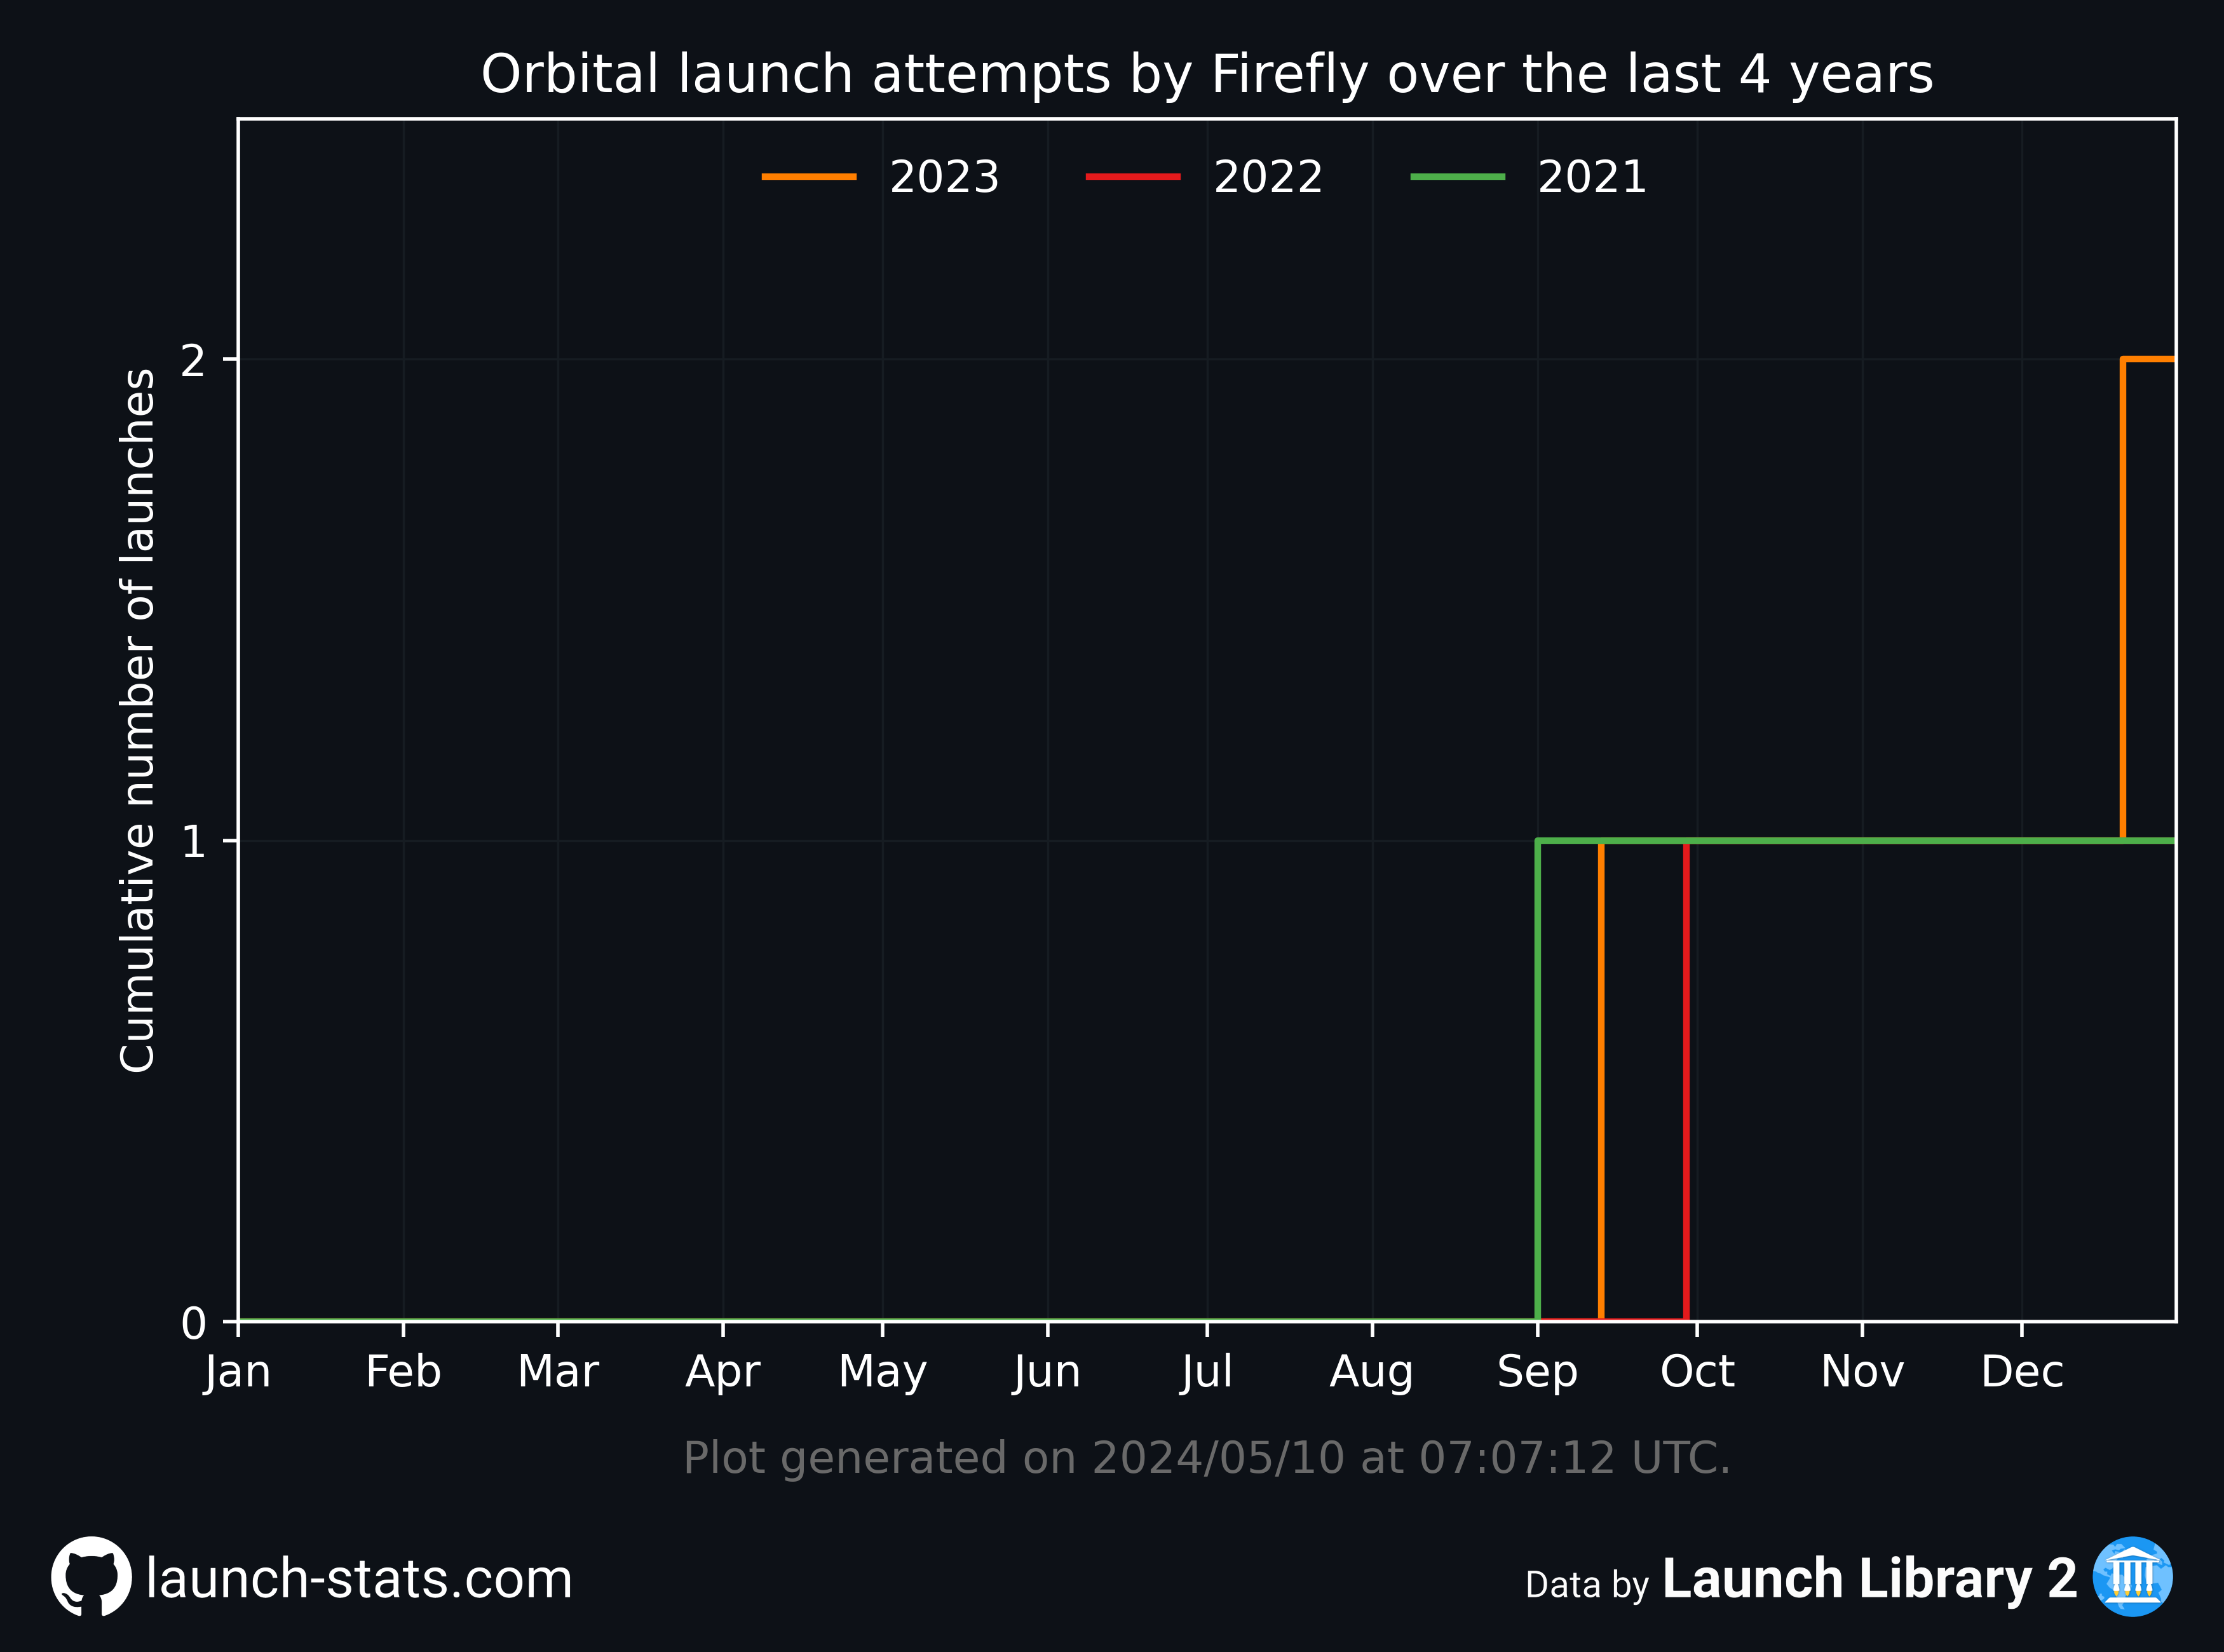 Orbital launch attempts by Firefly over the last 4 years
2023 2022 2021
Cumulative number of launches
2
1
0
Jan Feb Mar Apr May Jun Jul Aug Sep Oct Nov Dec
Plot generated on 2024/05/10 at 07:07:12 UTC.
launch-stats.com
Data by Launch Library 2